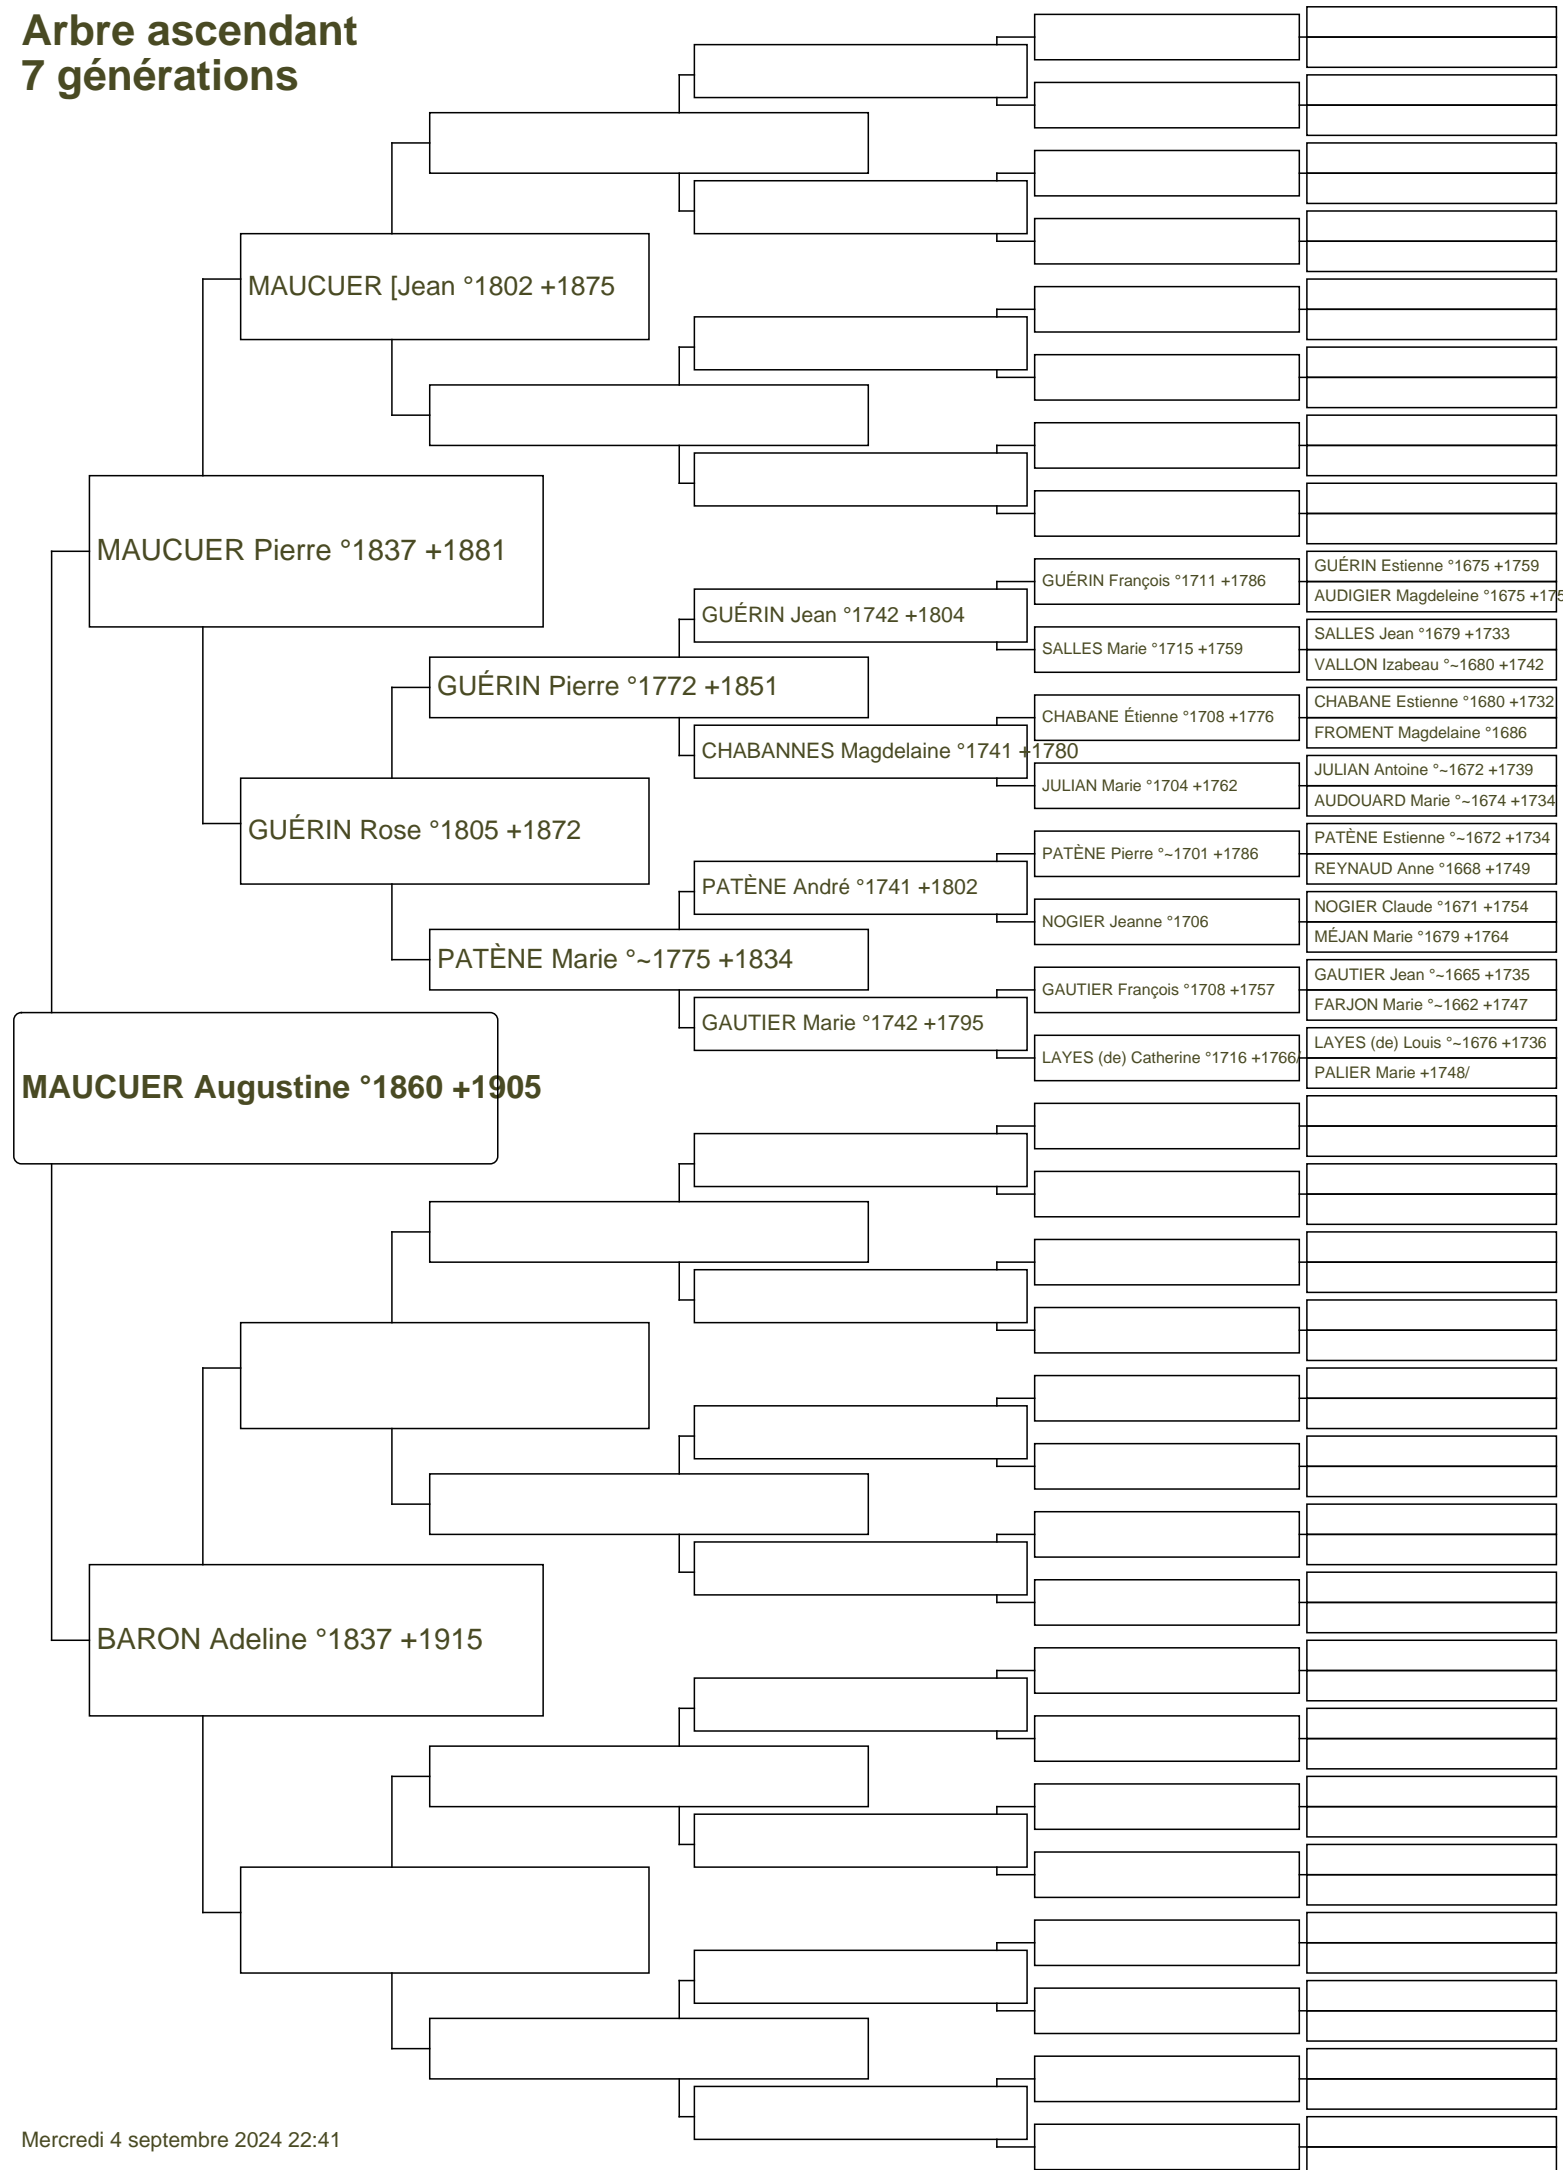 Arbre ascendant
7 générations
MAUCUER [Jean °1802 +1875
MAUCUER Pierre °1837 +1881
GUÉRIN Estienne °1675 +1759
GUÉRIN François °1711 +1786
AUDIGIER Magdeleine °1675 +175
GUÉRIN Jean °1742 +1804
SALLES Jean °1679 +1733
SALLES Marie °1715 +1759
VALLON Izabeau °~1680 +1742
GUÉRIN Pierre °1772 +1851
CHABANE Estienne °1680 +1732
CHABANE Étienne °1708 +1776
FROMENT Magdelaine °1686
CHABANNES Magdelaine °1741 +1780
JULIAN Antoine °~1672 +1739
JULIAN Marie °1704 +1762
AUDOUARD Marie °~1674 +1734
GUÉRIN Rose °1805 +1872
PATÈNE Estienne °~1672 +1734
PATÈNE Pierre °~1701 +1786
REYNAUD Anne °1668 +1749
PATÈNE André °1741 +1802
NOGIER Claude °1671 +1754
NOGIER Jeanne °1706
MÉJAN Marie °1679 +1764
PATÈNE Marie °~1775 +1834
GAUTIER Jean °~1665 +1735
GAUTIER François °1708 +1757
FARJON Marie °~1662 +1747
GAUTIER Marie °1742 +1795
LAYES (de) Louis °~1676 +1736
LAYES (de) Catherine °1716 +1766/
PALIER Marie +1748/
MAUCUER Augustine °1860 +1905
BARON Adeline °1837 +1915
Mercredi 4 septembre 2024 22:41